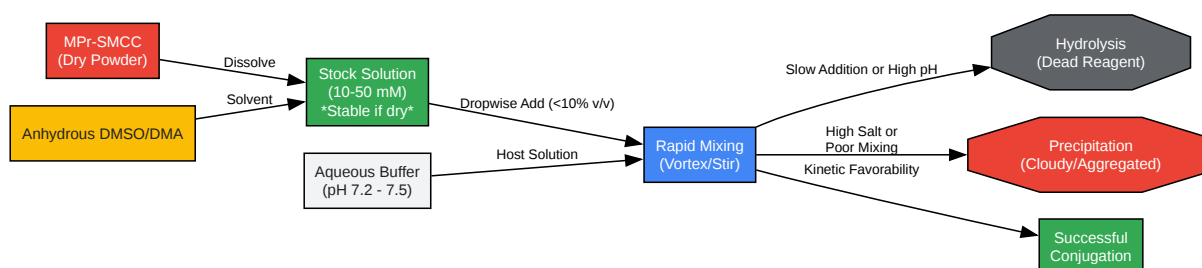 MPr-SMCC
(Dry Powder)
Anhydrous DMSO/DMA
Dissolve
Solvent
Stock Solution
(10-50 mM)
*Stable if dry*
Aqueous Buffer
(pH 7.2 - 7.5)
Dropwise Add (<10% v/v)
Host Solution
Rapid Mixing
(Vortex/Stir)
Slow Addition or High pH
High Salt or
Poor Mixing
Kinetic Favorability
Hydrolysis
(Dead Reagent)
Precipitation
(Cloudy/Aggregated)
Successful
Conjugation